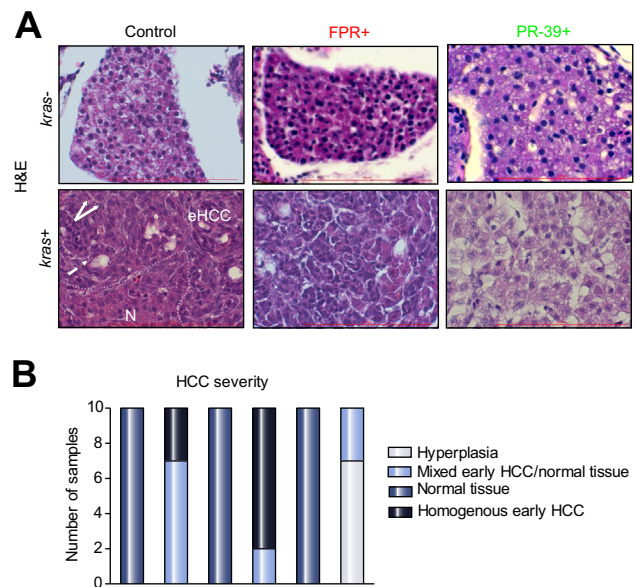 A
Control
FPR+
PR-39+
H&E
kras-
kras+
eHCC
N
B
HCC severity
Number of samples
10
8
6
4
2
0
Hyperplasia
Mixed early HCC/normal tissue
Normal tissue
Homogenous early HCC